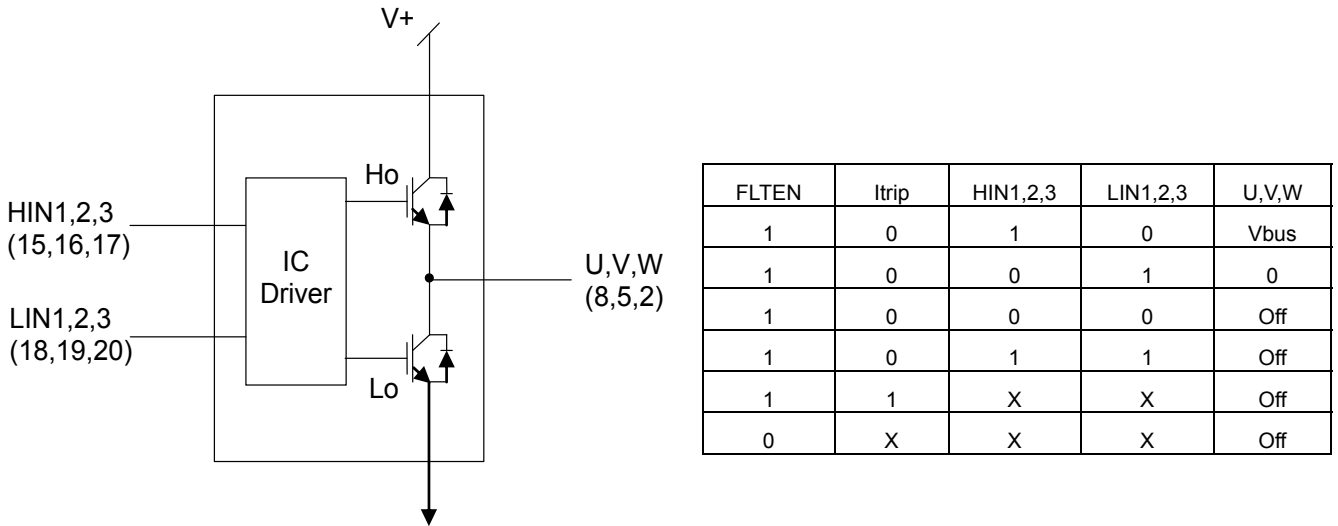 V+
Ho
HIN1,2,3
(15,16,17)
IC
Driver
U,V,W
(8,5,2)
LIN1,2,3
(18,19,20)
Lo
FLTEN Itrip HIN1,2,3 LIN1,2,3 U,V,W
1 0 1 0 Vbus
1 0 0 1 0
1 0 0 0 Off
1 0 1 1 Off
1 1 X X Off
0 X X X Off